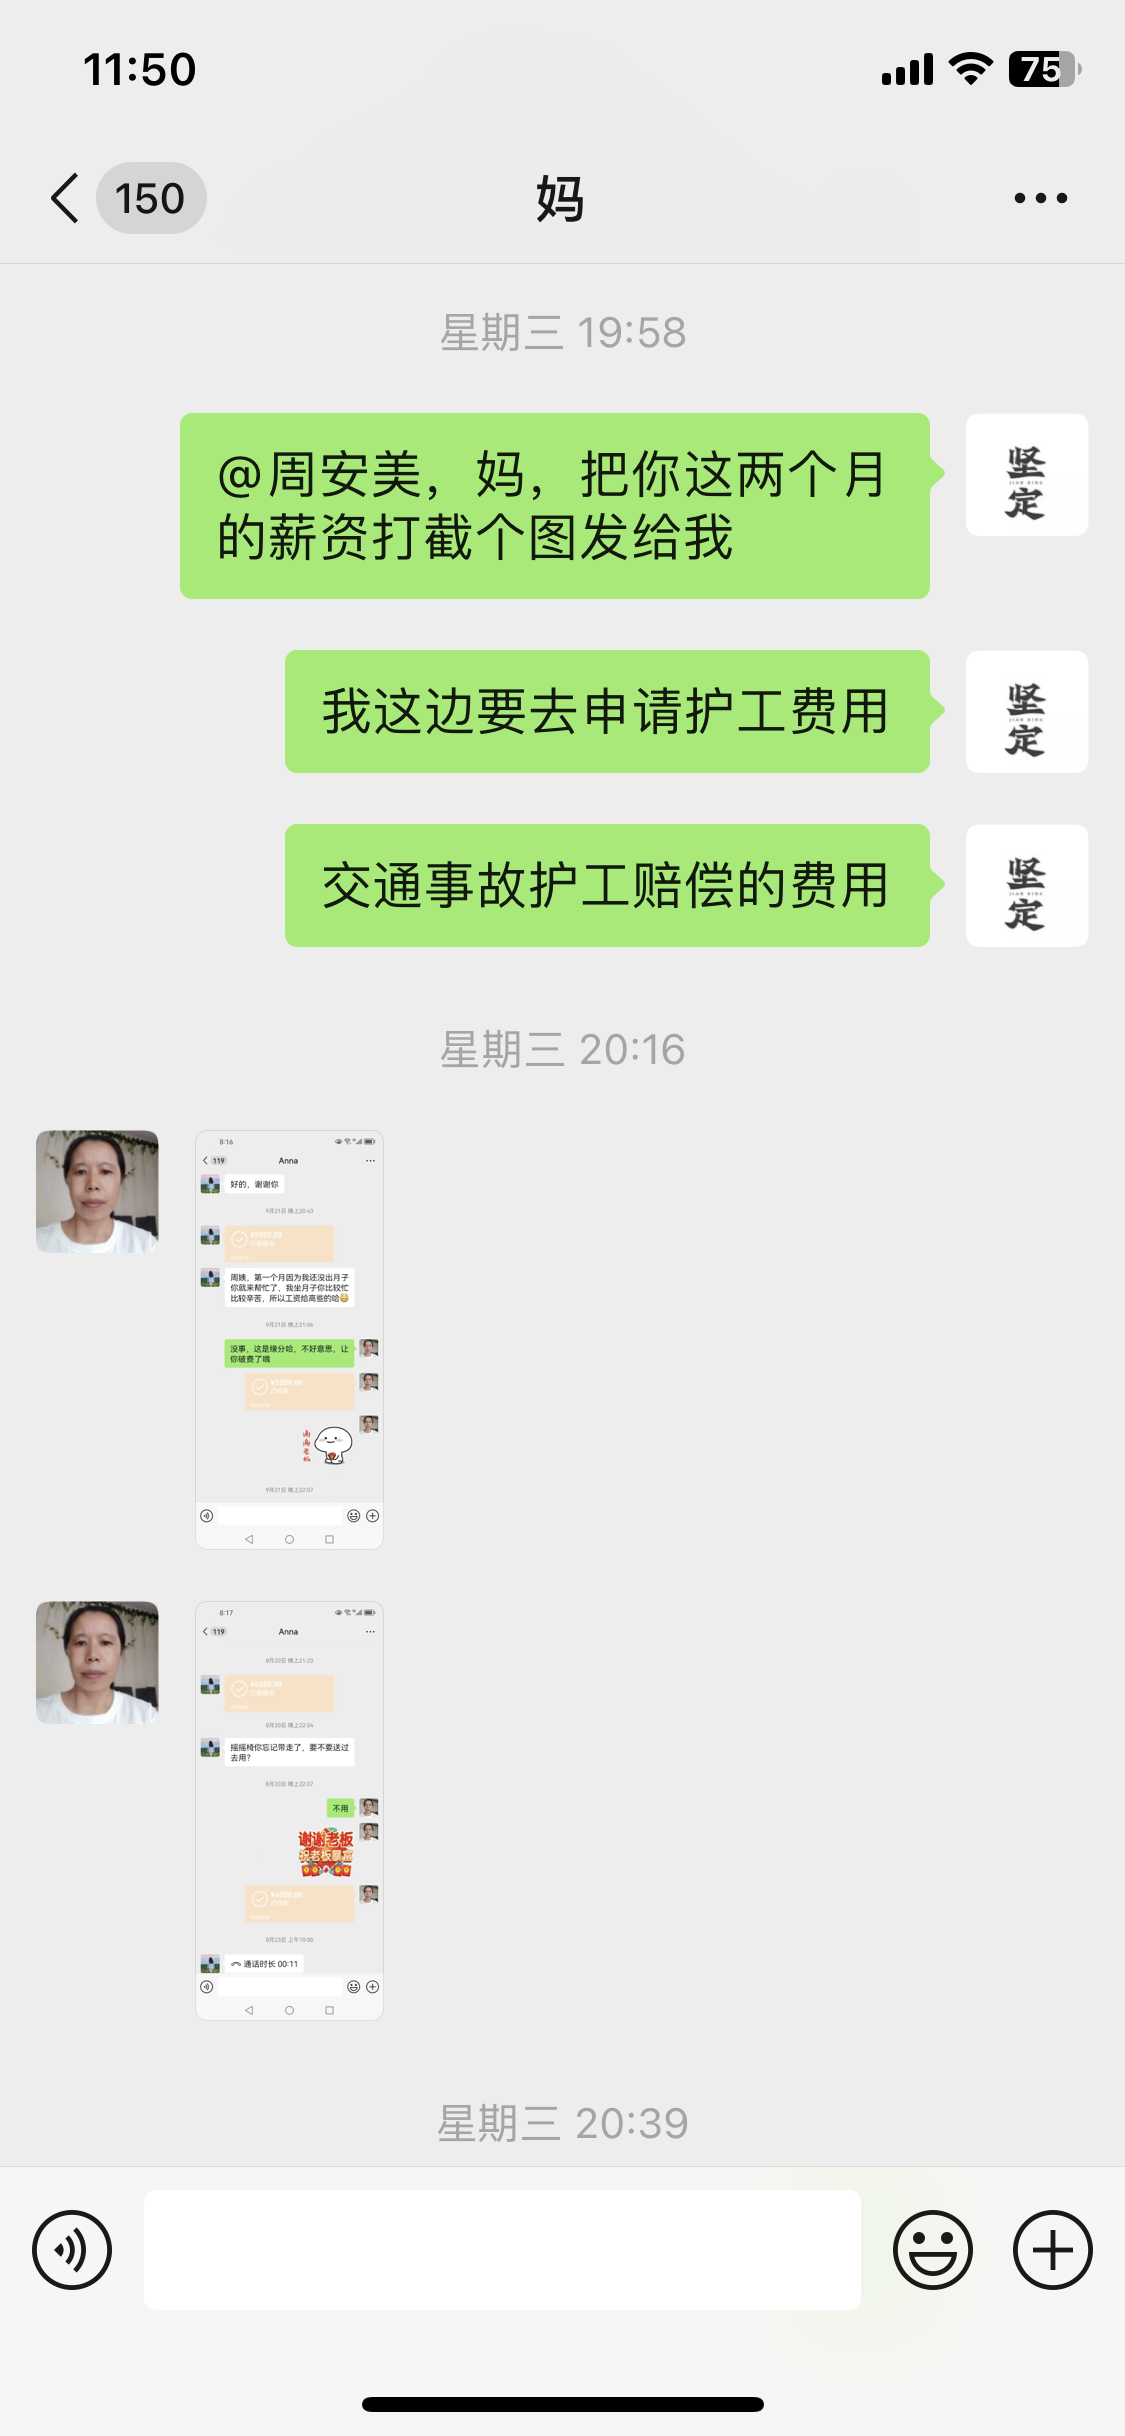 11:50
75
150
妈
星期三 19:58
@周安美，妈，把你这两个月
的薪资打截个图发给我
坚
定
我这边要去申请护工费用
坚
定
交通事故护工赔偿的费用
坚
定
星期三 20:16
8:16
119
Anna
好的，谢谢你
9月21日 晚上20:43
¥5500.00
周姨，第一个月因为我还没出月子
你就来帮忙了，我坐月子你比较忙
比较辛苦，所以工资给高些的哈
9月21日 晚上21:06
没事，这是缘分哈，不好意思，让
你破费了哦
¥5500.00
9月21日 晚上22:07
8:17
119
Anna
8月20日 晚上21:23
¥6000.00
8月20日 晚上22:04
摇摇椅你忘记带走了，要不要送过
去用？
8月20日 晚上22:07
不用
谢谢老板
祝老板暴富
¥6000.00
8月23日 上午10:00
通话时长 00:11
星期三 20:39